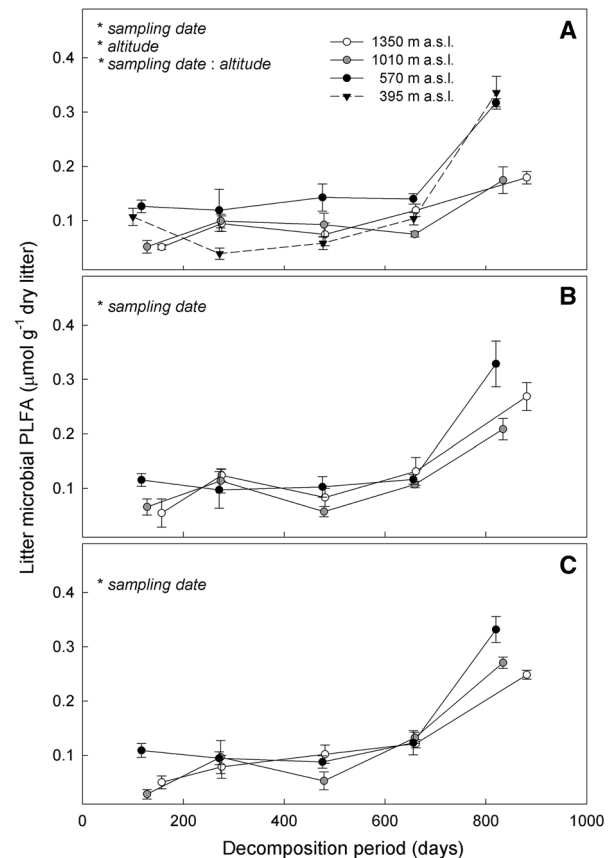 * sampling date
* altitude
* sampling date : altitude
A
1350 m a.s.l.
1010 m a.s.l.
570 m a.s.l.
395 m a.s.l.
0.4
0.3
0.2
0.1
* sampling date
B
0.4
0.3
0.2
0.1
* sampling date
C
0.4
0.3
0.2
0.1
Litter microbial PLFA (µmol g⁻¹ dry litter)
0 200 400 600 800 1000
Decomposition period (days)